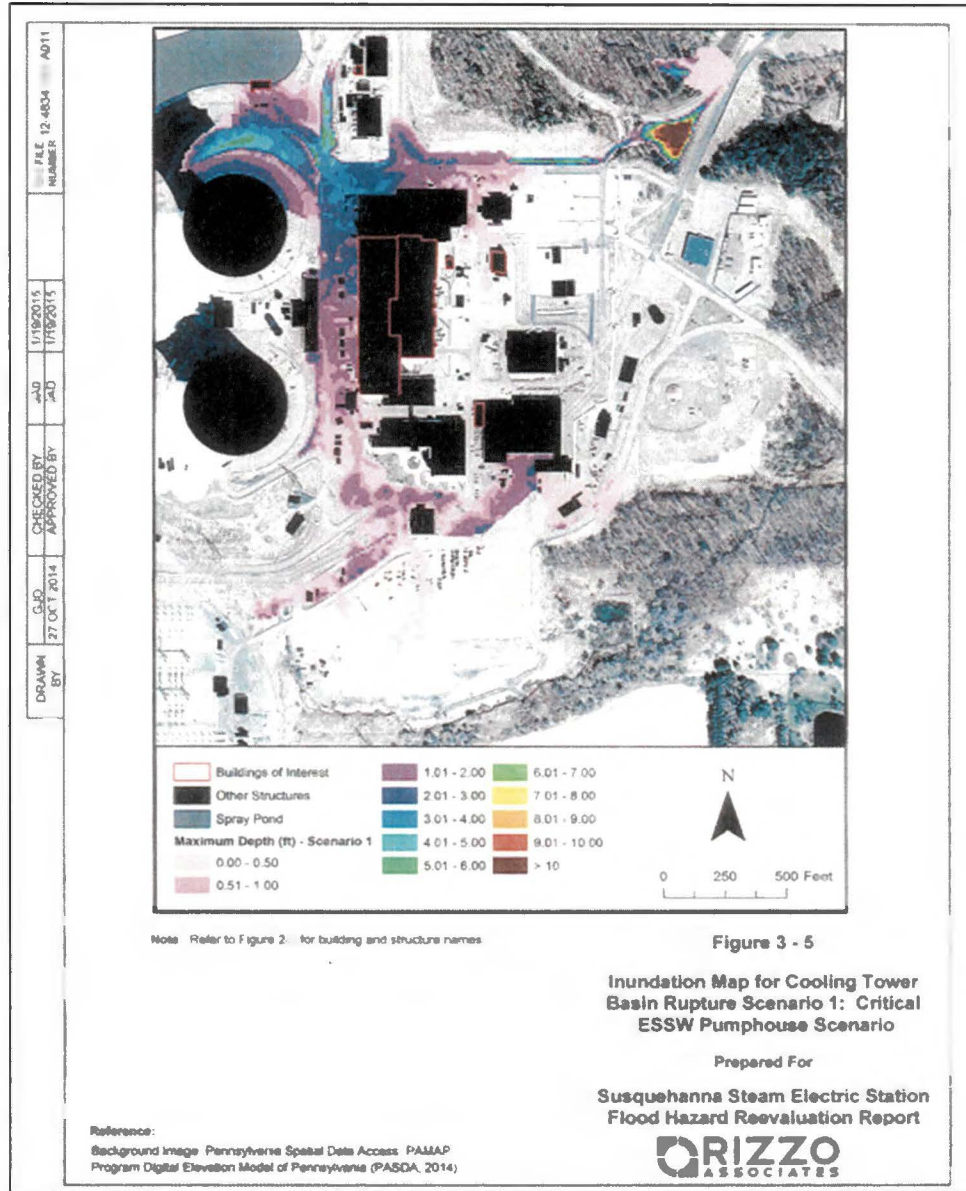 FILE NUMBER 12-4834 A011
1/19/2015
1/19/2015
JAD
CHECKED BY
APPROVED BY
GJO
27 OCT 2014
DRAWN BY
Buildings of Interest
Other Structures
Spray Pond
Maximum Depth (ft) - Scenario 1
0.00 - 0.50
0.51 - 1.00
1.01 - 2.00
2.01 - 3.00
3.01 - 4.00
4.01 - 5.00
5.01 - 6.00
6.01 - 7.00
7.01 - 8.00
8.01 - 9.00
9.01 - 10.00
> 10
N
0 250 500 Feet
Note Refer to Figure 2- for building and structure names
Figure 3 - 5
Inundation Map for Cooling Tower
Basin Rupture Scenario 1: Critical
ESSW Pumphouse Scenario
Prepared For
Susquehanna Steam Electric Station
Flood Hazard Reevaluation Report
RIZZO
ASSOCIATES
Reference:
Background Image Pennsylvania Spatial Data Access PAMAP
Program Digital Elevation Model of Pennsylvania (PASDA, 2014)